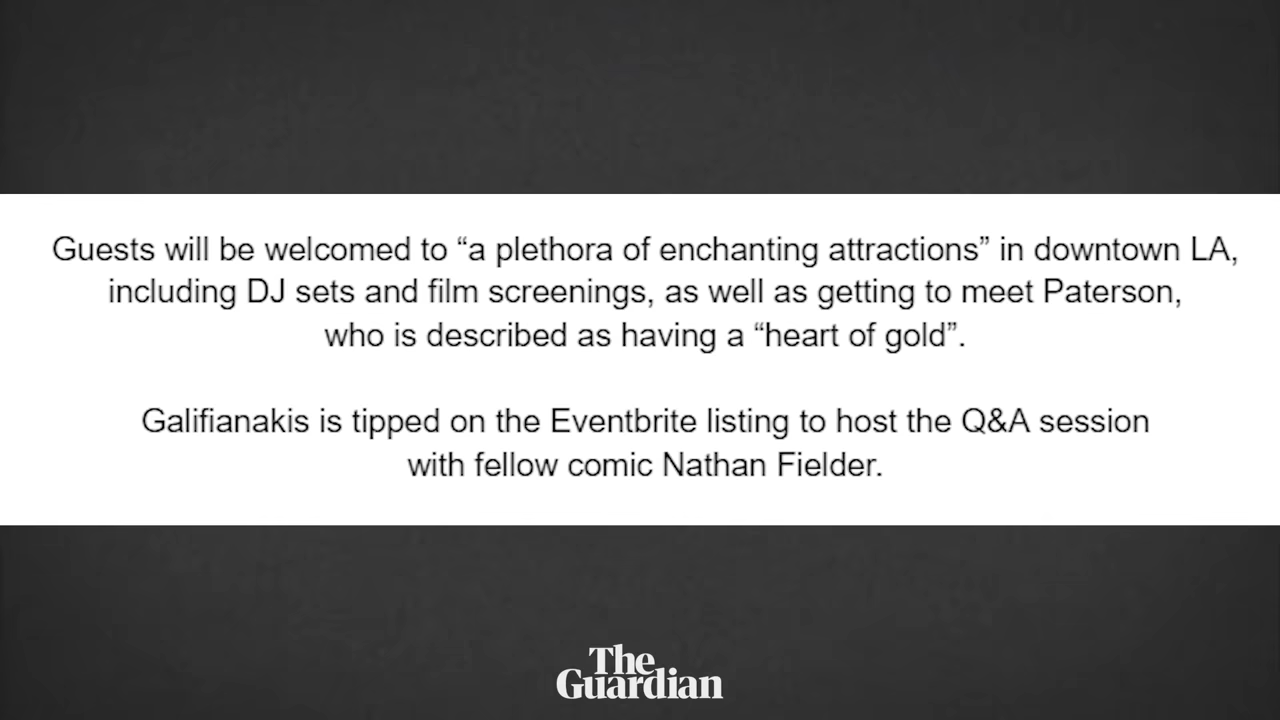 Guests will be welcomed to “a plethora of enchanting attractions” in downtown LA,
including DJ sets and film screenings, as well as getting to meet Paterson,
who is described as having a “heart of gold”.
Galifianakis is tipped on the Eventbrite listing to host the Q&A session
with fellow comic Nathan Fielder.
The
Guardian